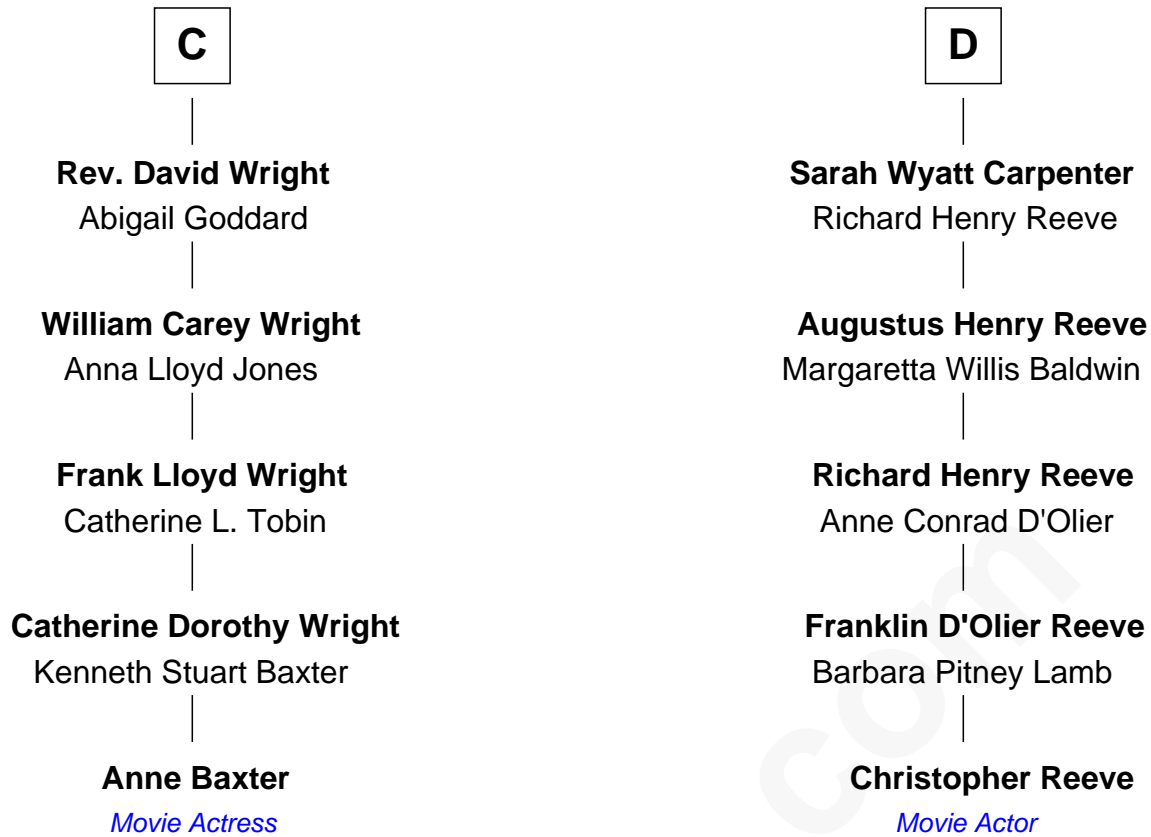 C
Rev. David Wright
Abigail Goddard
William Carey Wright
Anna Lloyd Jones
Frank Lloyd Wright
Catherine L. Tobin
Catherine Dorothy Wright
Kenneth Stuart Baxter
Anne Baxter
Movie Actress
D
Sarah Wyatt Carpenter
Richard Henry Reeve
Augustus Henry Reeve
Margaretta Willis Baldwin
Richard Henry Reeve
Anne Conrad D'Olier
Franklin D'Olier Reeve
Barbara Pitney Lamb
Christopher Reeve
Movie Actor
com